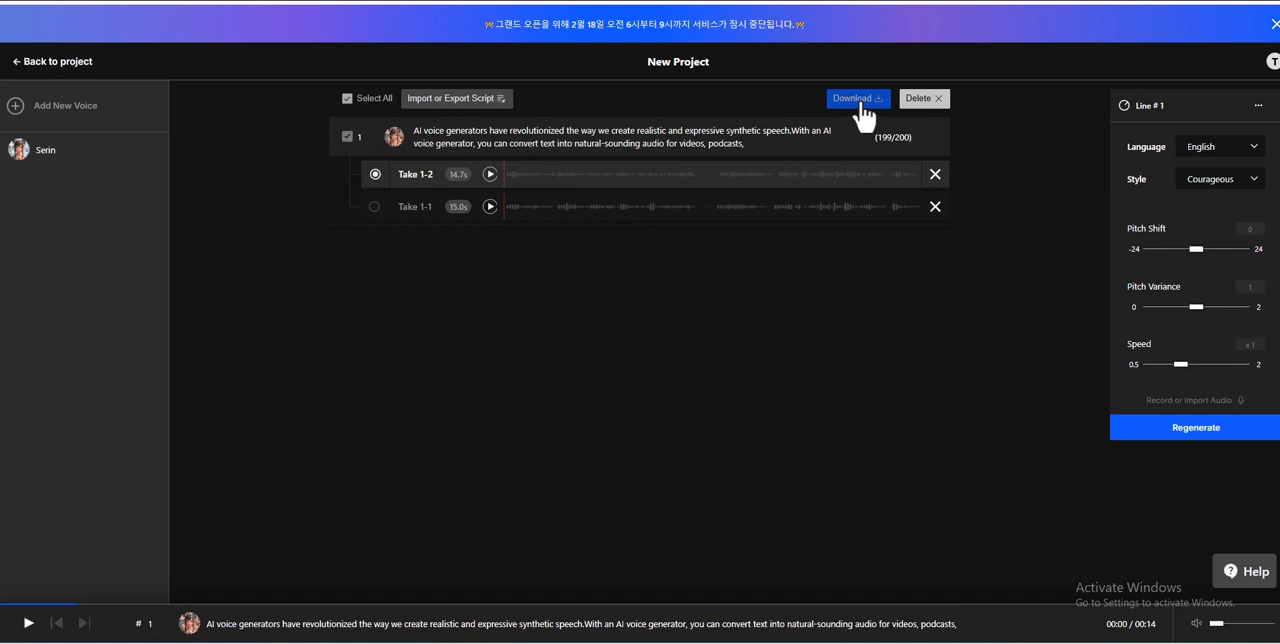 🚧그랜드 오픈을 위해 2월 18일 오전 6시부터 9시까지 서비스가 잠시 중단됩니다.🚧
← Back to project
New Project
T
Add New Voice
Serin
Select All
Import or Export Script
Download
Delete
1
AI voice generators have revolutionized the way we create realistic and expressive synthetic speech.With an AI
voice generator, you can convert text into natural-sounding audio for videos, podcasts,
(199/200)
Take 1-2
14.7s
Take 1-1
15.0s
Line # 1
Language
English
Style
Courageous
Pitch Shift
0
-24
24
Pitch Variance
1
0
2
Speed
x 1
0.5
2
Record or Import Audio
Regenerate
Help
Activate Windows
Go to Settings to activate Windows.
# 1
AI voice generators have revolutionized the way we create realistic and expressive synthetic speech.With an AI voice generator, you can convert text into natural-sounding audio for videos, podcasts,
00:00 / 00:14